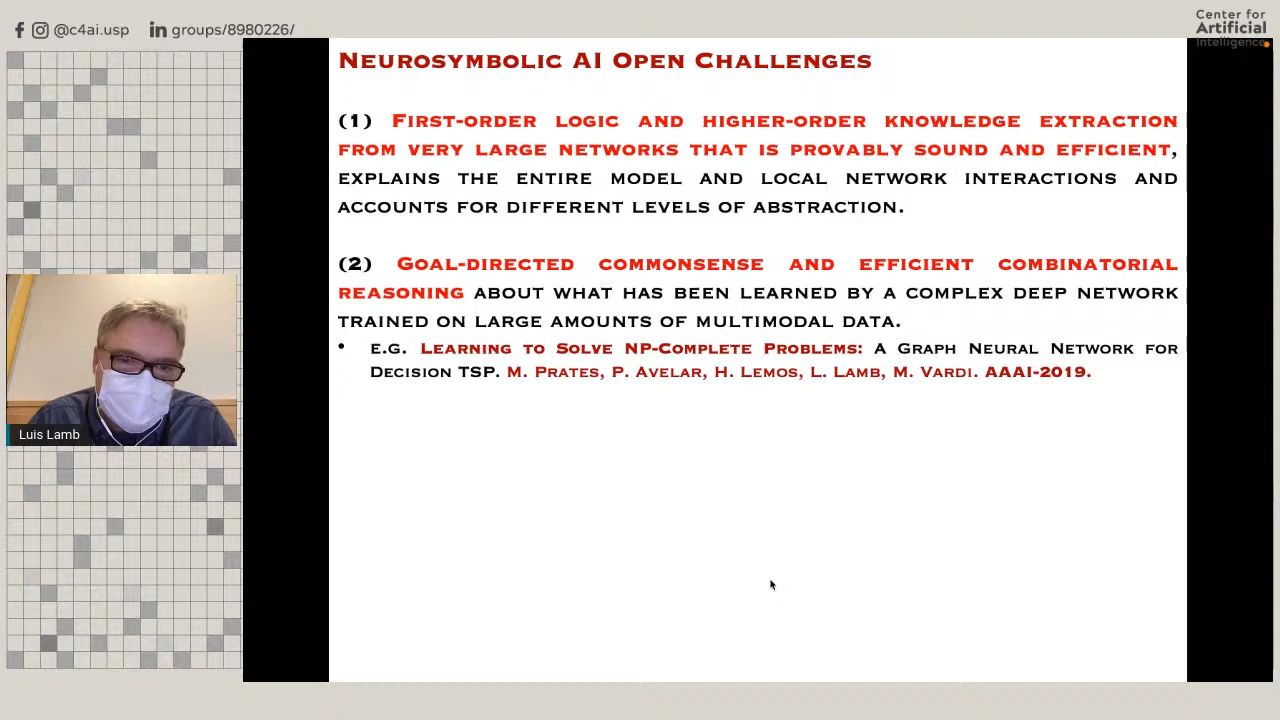 @c4ai.usp in groups/8980226/
Center for
Artificial
Intelligence
Neurosymbolic AI Open Challenges
(1) First-order logic and higher-order knowledge extraction
from very large networks that is provably sound and efficient,
explains the entire model and local network interactions and
accounts for different levels of abstraction.
(2) Goal-directed commonsense and efficient combinatorial
reasoning about what has been learned by a complex deep network
trained on large amounts of multimodal data.
• e.g. Learning to Solve NP-Complete Problems: A Graph Neural Network for
Decision TSP. M. Prates, P. Avelar, H. Lemos, L. Lamb, M. Vardi. AAAI-2019.
Luis Lamb